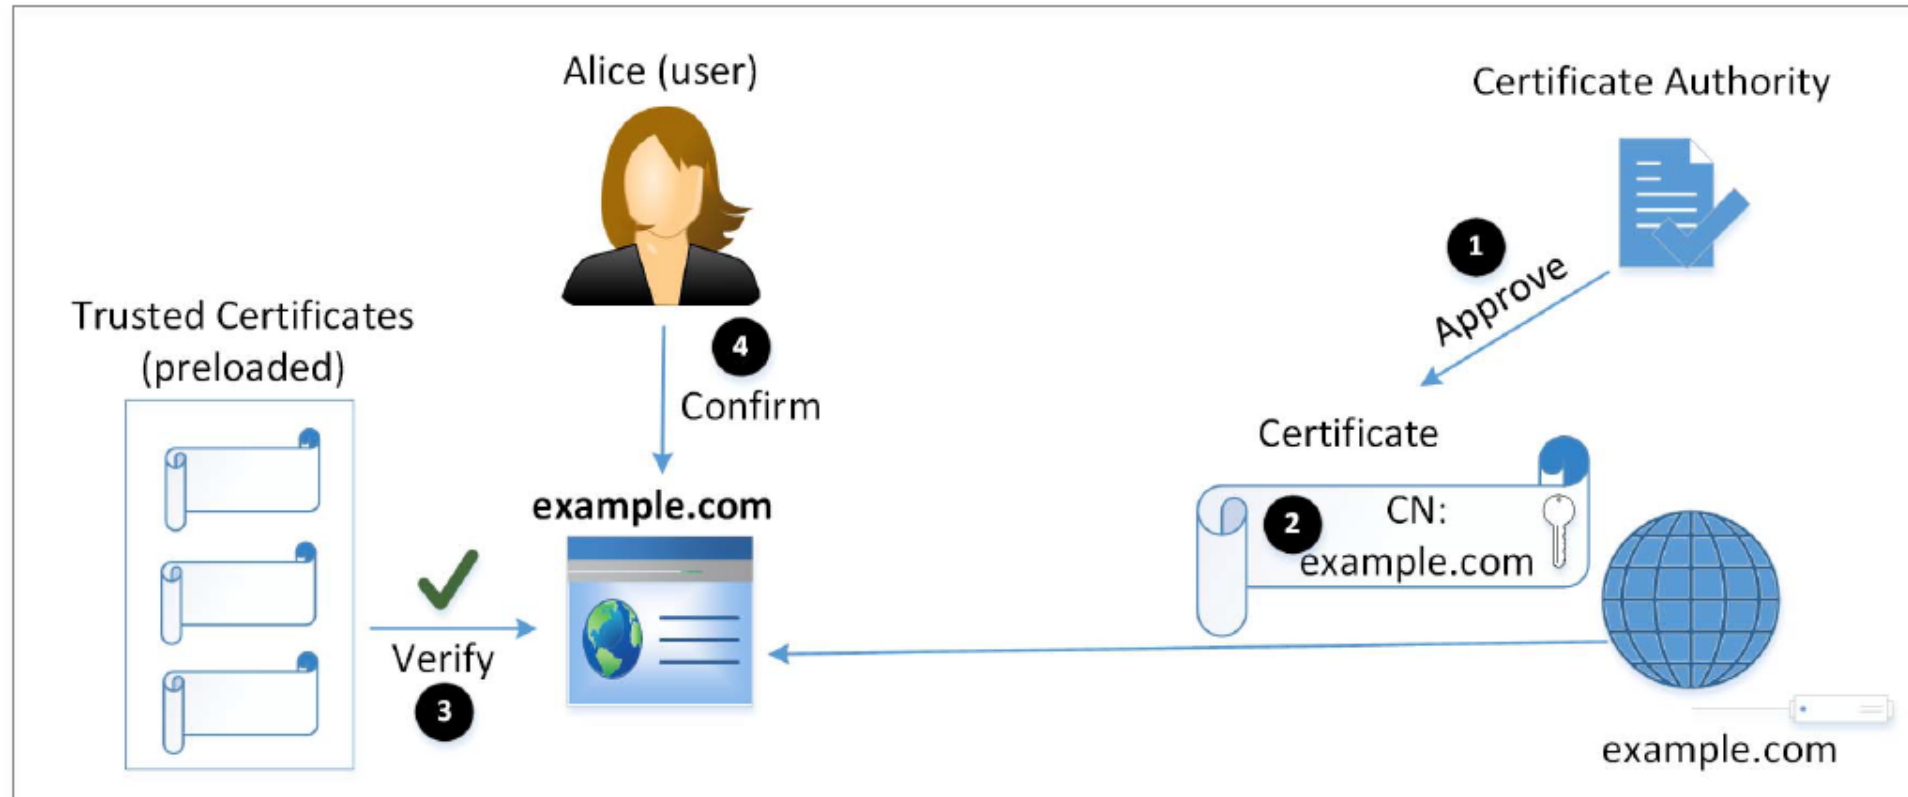 Alice (user)
Certificate Authority
1
Approve
Trusted Certificates
(preloaded)
4
Confirm
Certificate
2
CN:
example.com
example.com
Verify
3
example.com